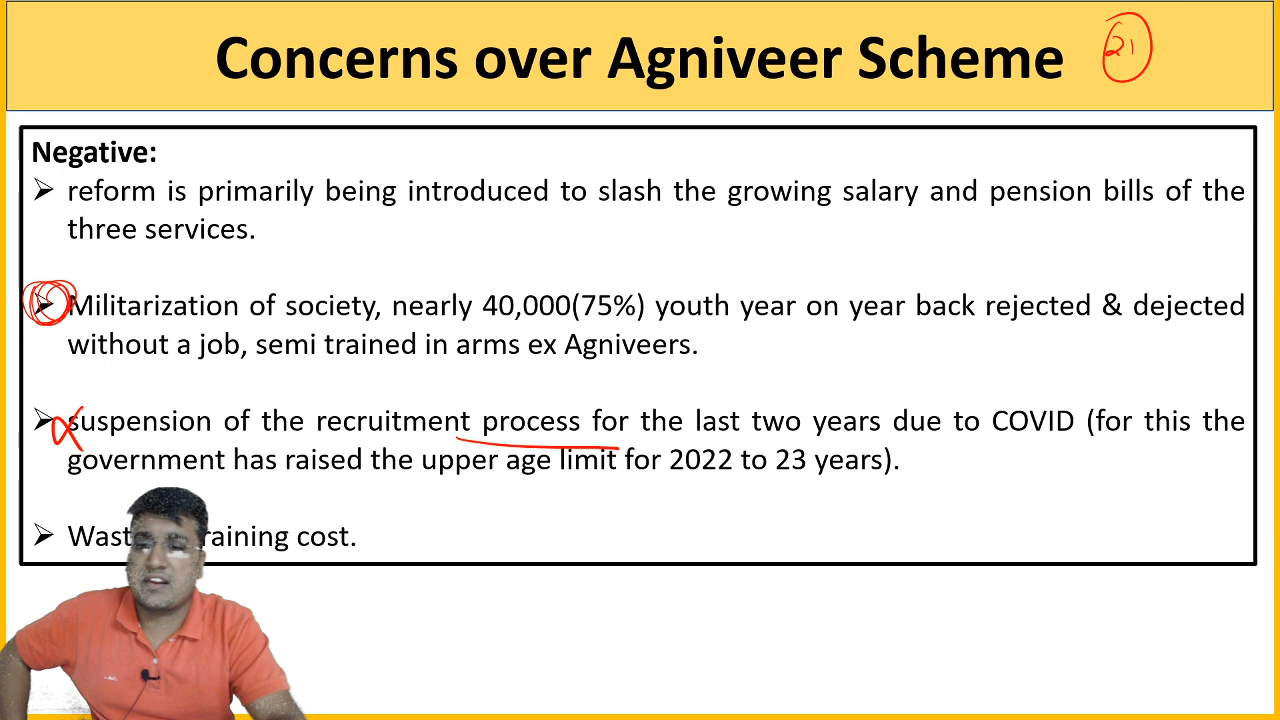 Concerns over Agniveer Scheme
21
Negative:
➢ reform is primarily being introduced to slash the growing salary and pension bills of the
three services.
➢ Militarization of society, nearly 40,000(75%) youth year on year back rejected & dejected
without a job, semi trained in arms ex Agniveers.
➢ suspension of the recruitment process for the last two years due to COVID (for this the
government has raised the upper age limit for 2022 to 23 years).
➢ training cost.